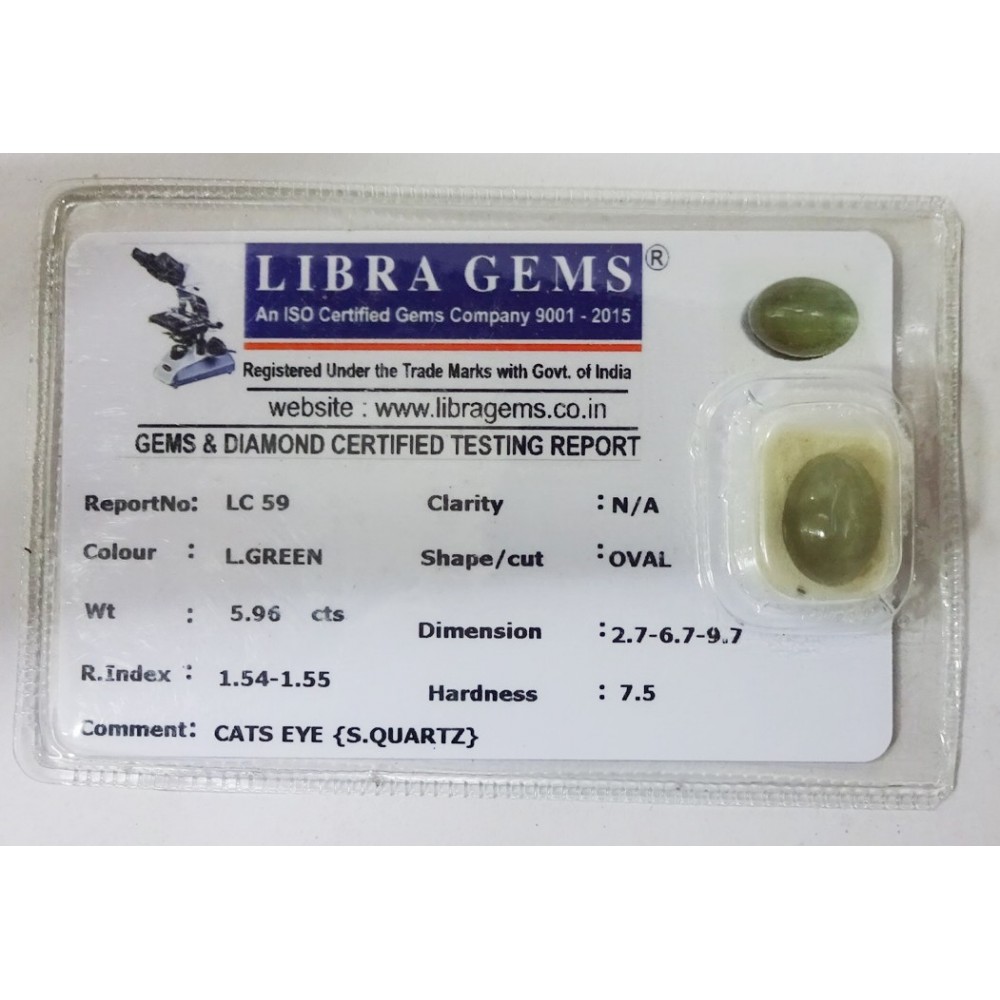 LIBRA GEMS®
An ISO Certified Gems Company 9001 - 2015
Registered Under the Trade Marks with Govt. of India
website : www.libragems.co.in
GEMS & DIAMOND CERTIFIED TESTING REPORT
ReportNo: LC 59 Clarity : N/A
Colour : L.GREEN Shape/cut : OVAL
Wt : 5.96 cts Dimension : 2.7-6.7-9.7
R.Index : 1.54-1.55 Hardness : 7.5
Comment: CATS EYE {S.QUARTZ}